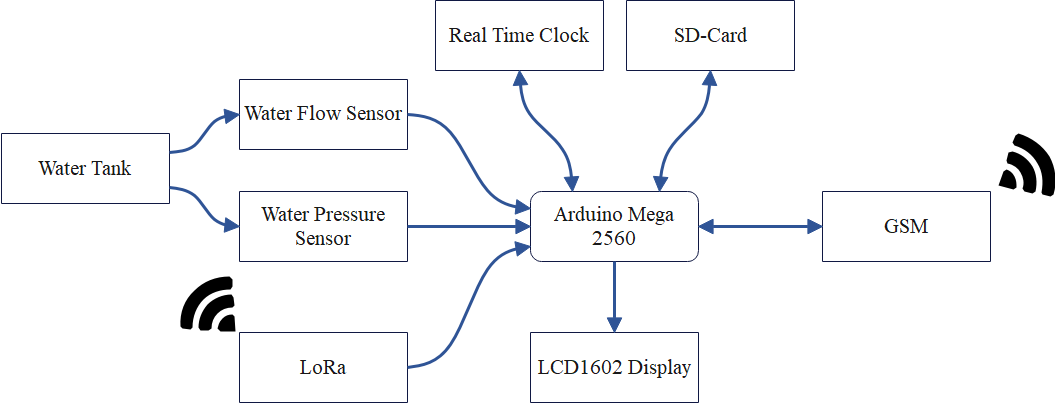 Real Time Clock
SD-Card
Water Flow Sensor
Water Tank
Water Pressure
Sensor
Arduino Mega
2560
GSM
LoRa
LCD1602 Display